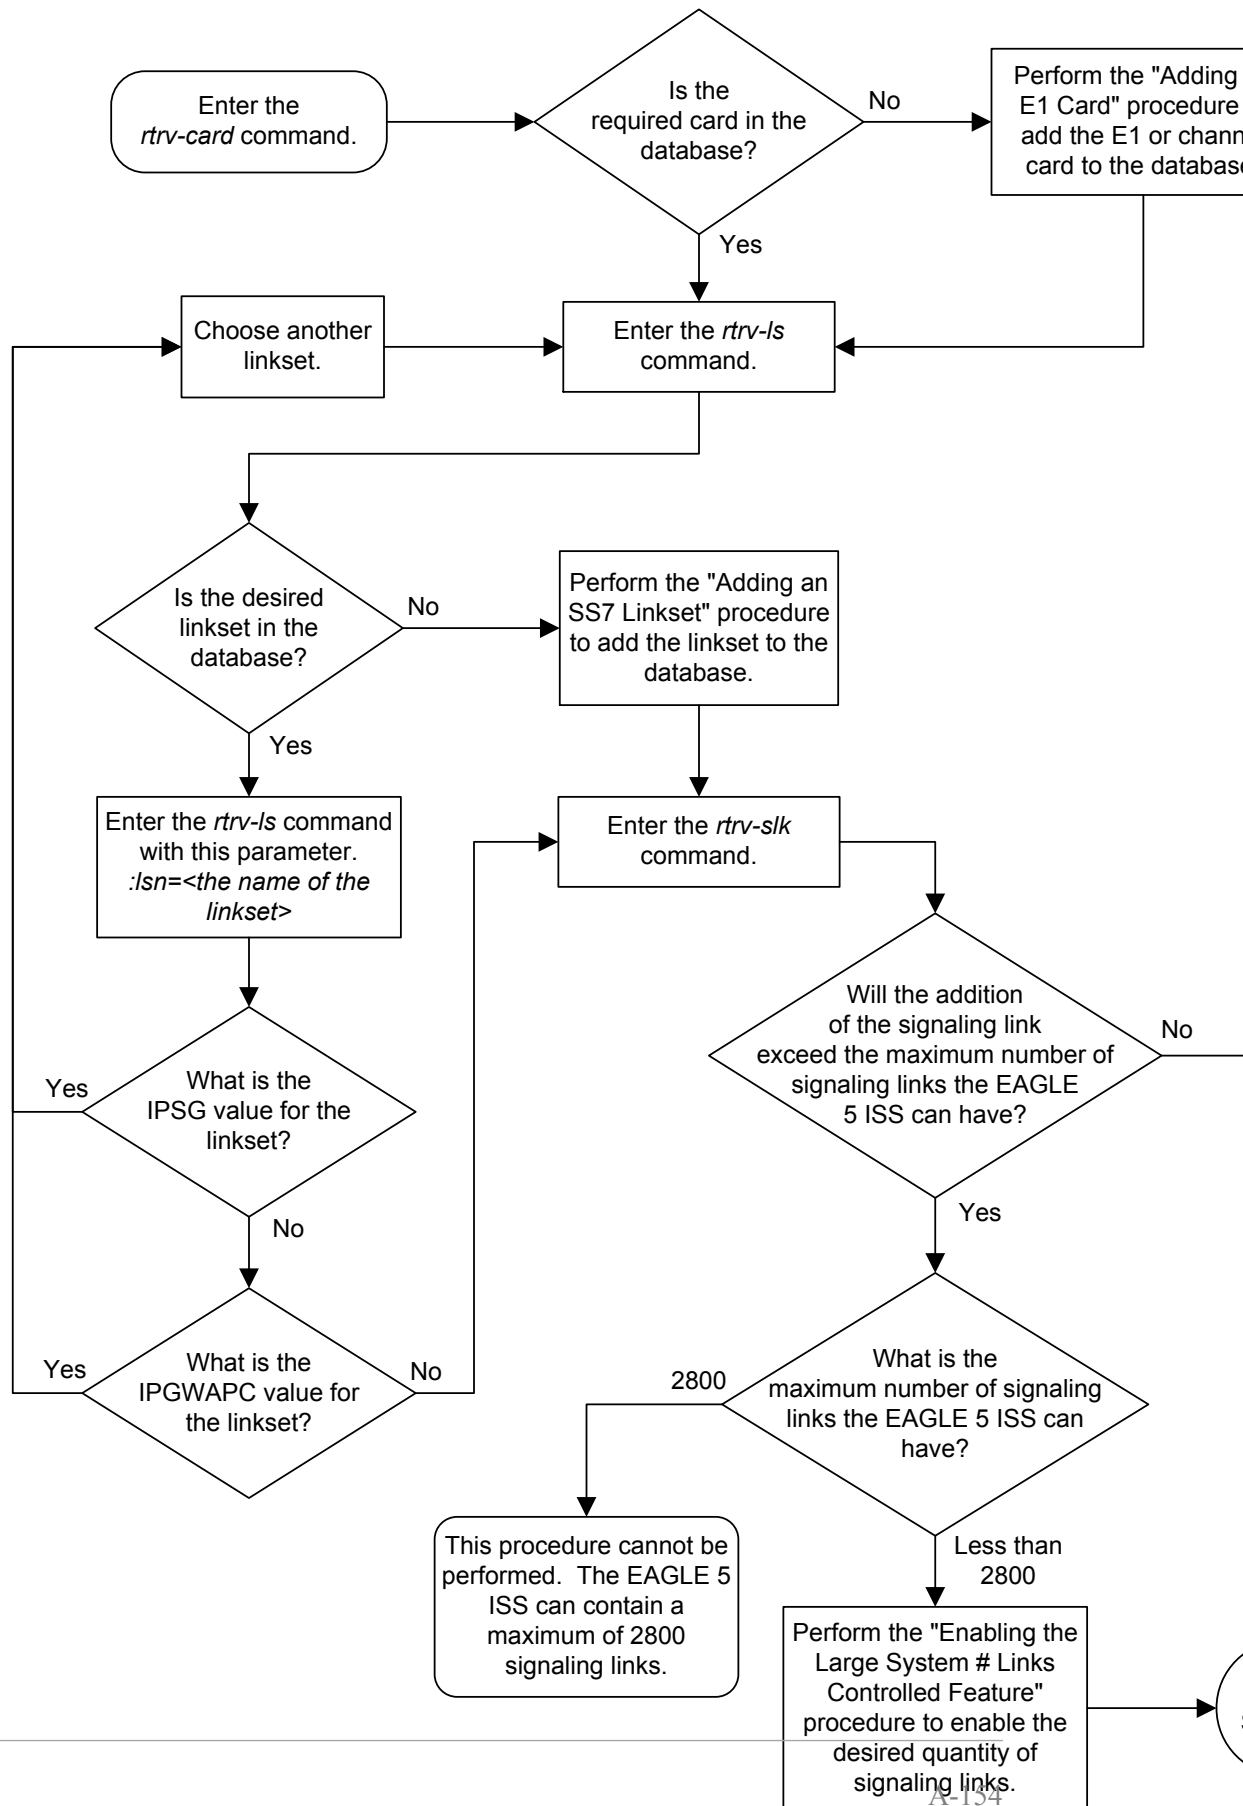 Enter the
rtrv-card command.
Is the
required card in the
database?
No
Perform the "Adding
E1 Card" procedure
add the E1 or
card to the
Yes
Choose another
linkset.
Enter the rtrv-ls
command.
Is the desired
linkset in the
database?
No
Perform the "Adding an
SS7 Linkset" procedure
to add the linkset to the
database.
Yes
Enter the rtrv-ls command
with this parameter.
:lsn=<the name of the
linkset>
Enter the rtrv-slk
command.
Will the addition
of the signaling link
exceed the maximum number of
signaling links the EAGLE
5 ISS can have?
No
Yes
What is the
IPSG value for the
linkset?
Yes
No
What is the
IPGWAPC value for
the linkset?
Yes
No
What is the
maximum number of signaling
links the EAGLE 5 ISS can
have?
2800
Less than
2800
This procedure cannot be
performed. The EAGLE 5
ISS can contain a
maximum of 2800
signaling links.
Perform the "Enabling the
Large System # Links
Controlled Feature"
procedure to enable the
desired quantity of
signaling links.
A-154